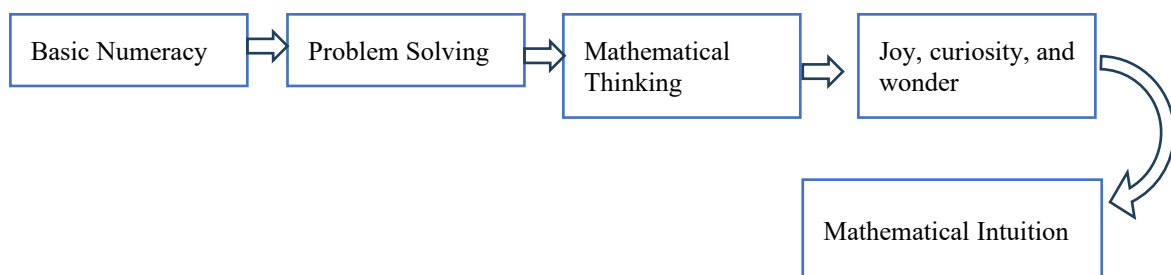 Basic Numeracy
Problem Solving
Mathematical
Thinking
Joy, curiosity, and
wonder
Mathematical Intuition